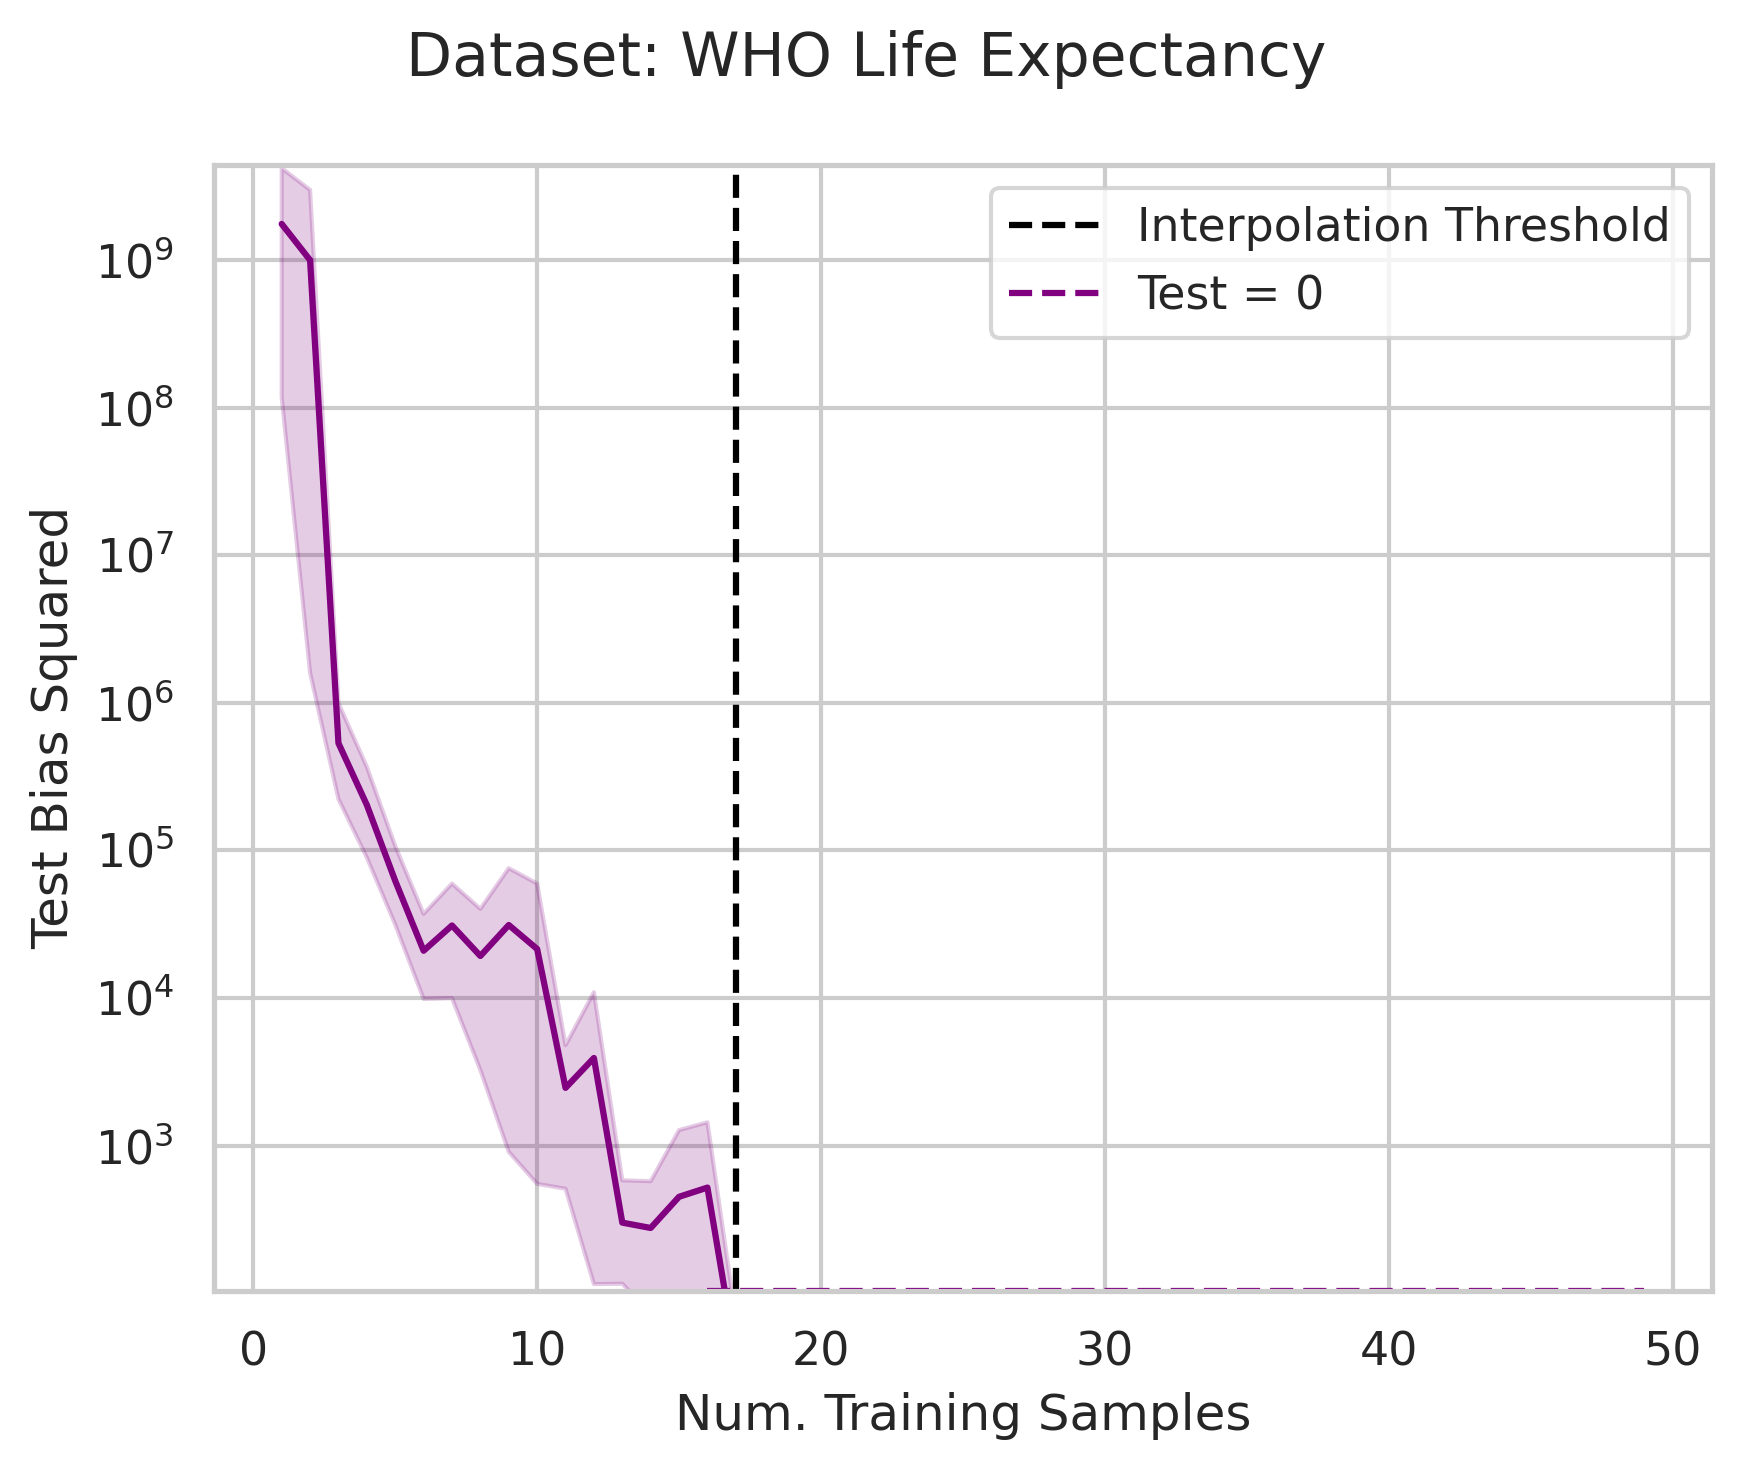 Dataset: WHO Life Expectancy
Interpolation Threshold
Test = 0
10⁹
10⁸
10⁷
10⁶
10⁵
10⁴
10³
Test Bias Squared
0 10 20 30 40 50
Num. Training Samples